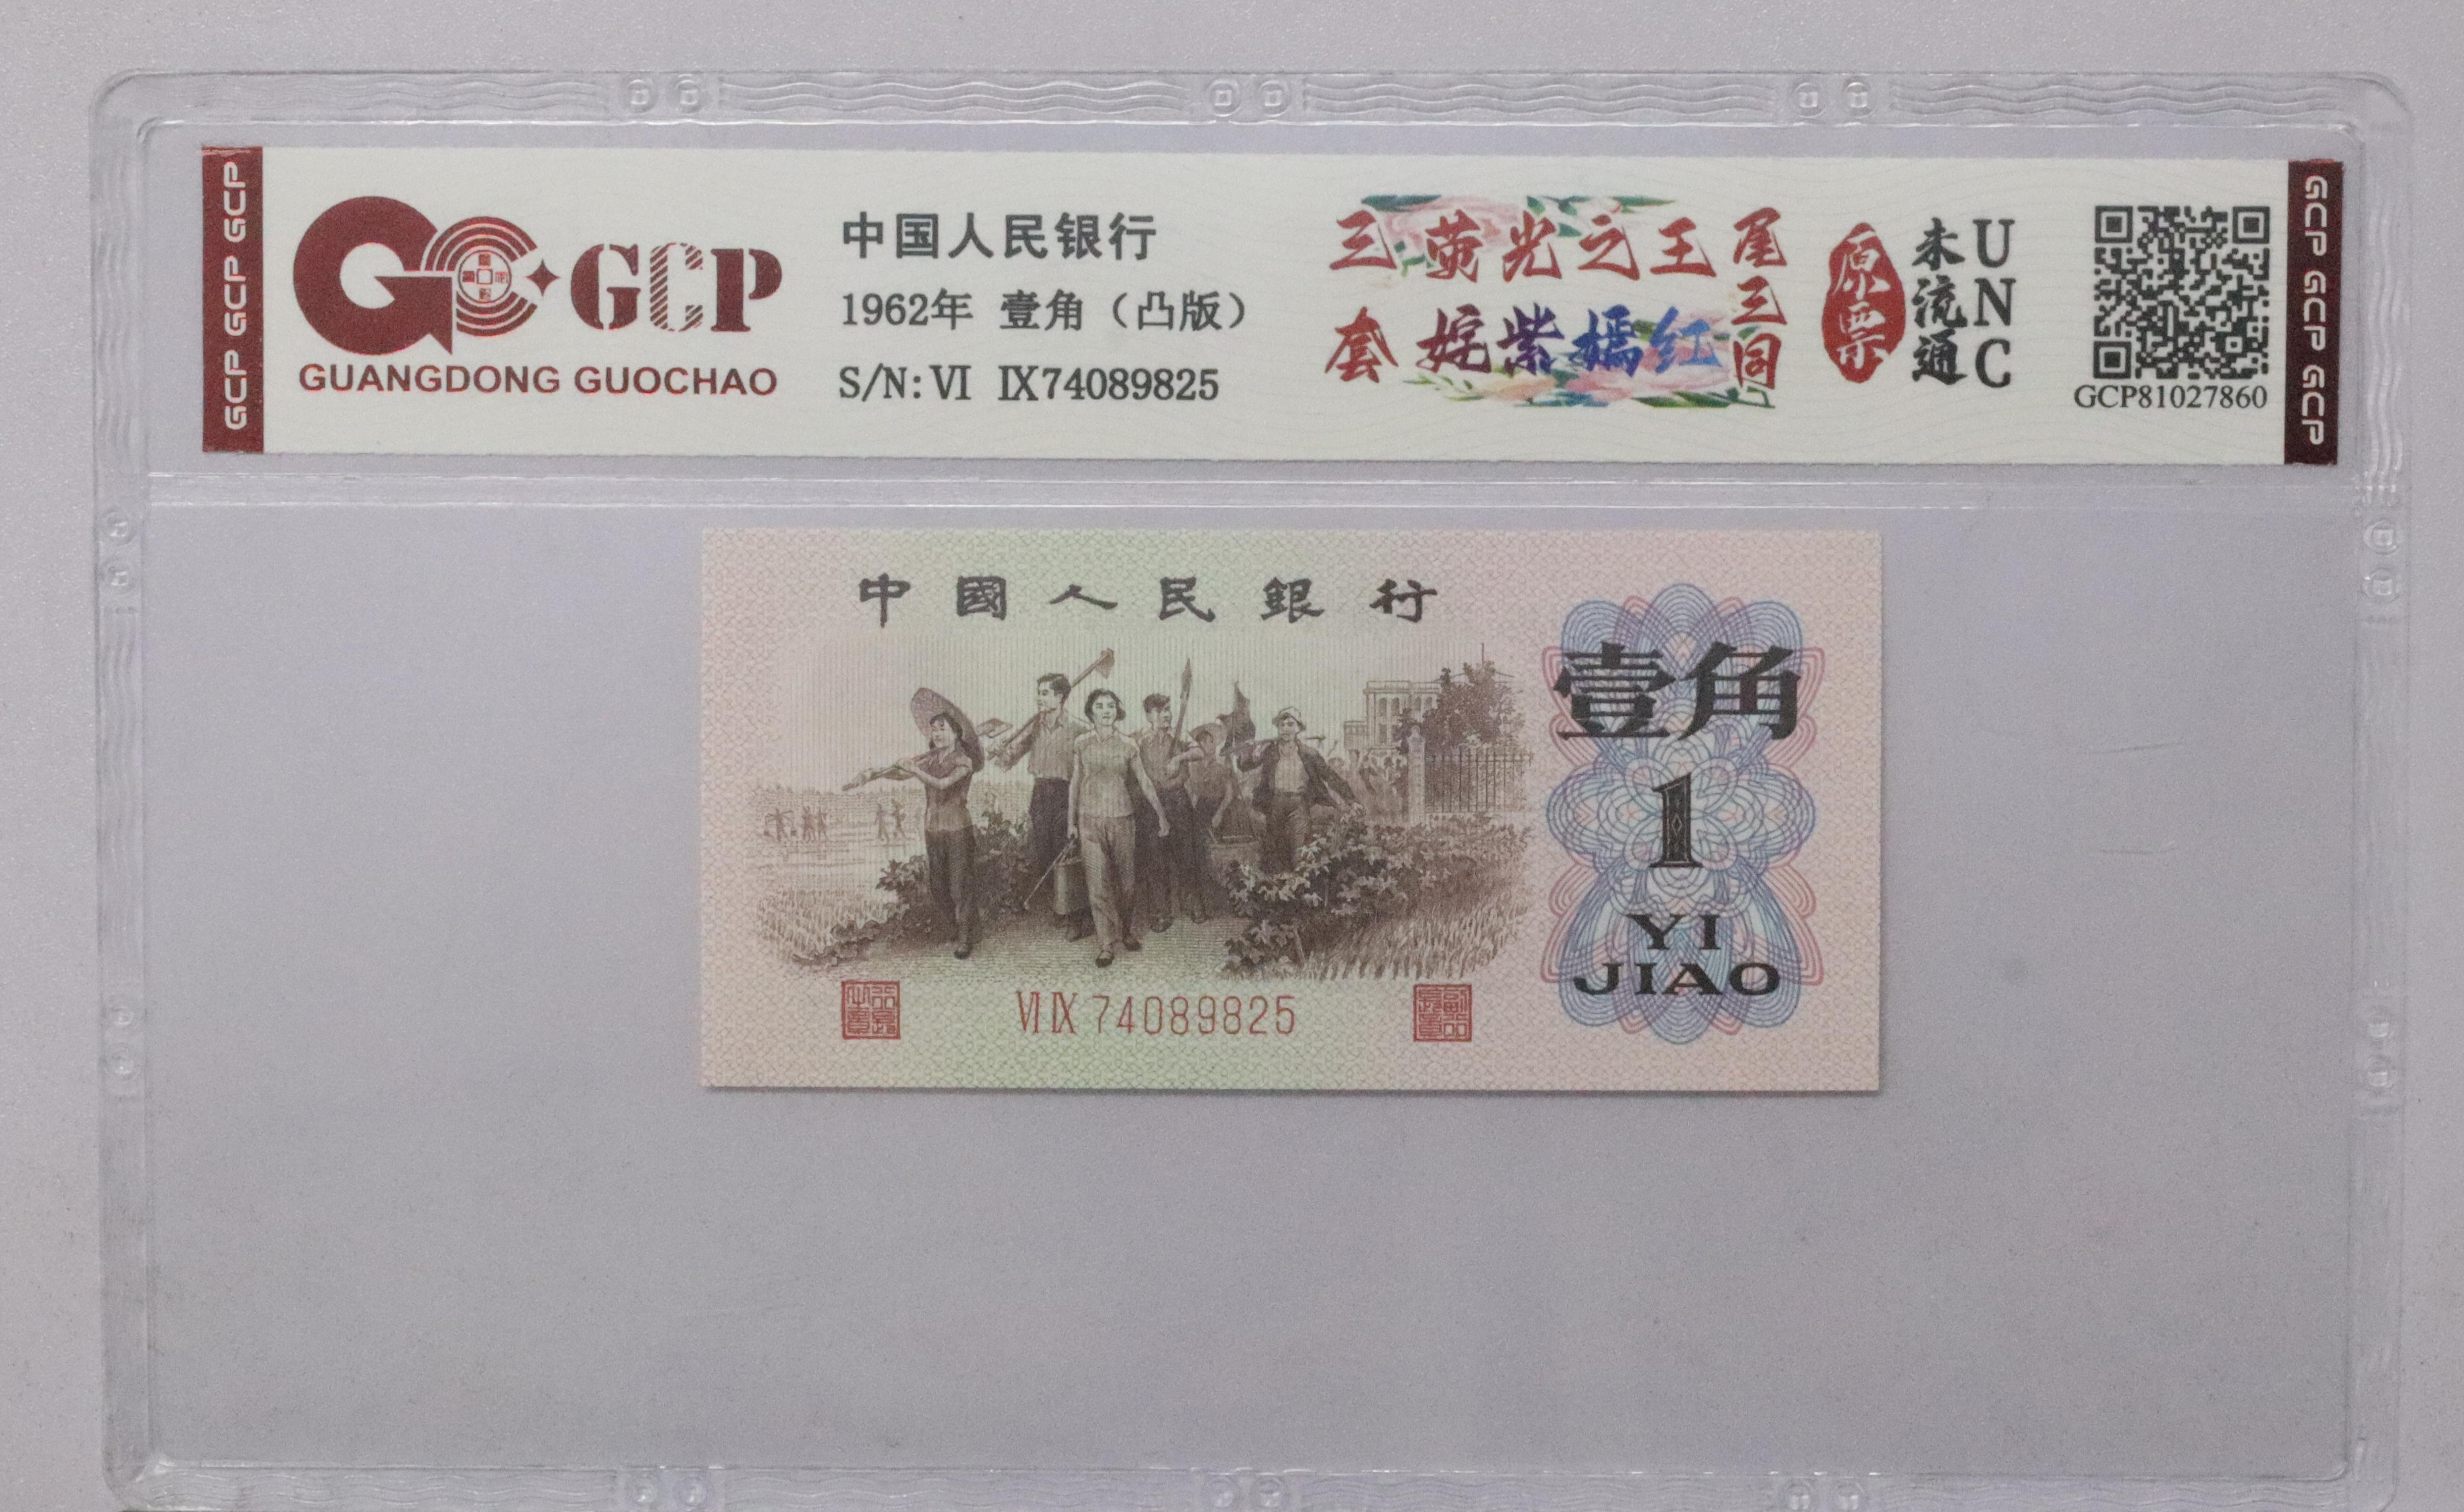 GCP GCP GCP
GCP
GUANGDONG GUOCHAO
中国人民银行
1962年 壹角（凸版）
S/N: VI IX74089825
三套
荧光之王
姹紫嫣红
尾三同
原票
未流通
UNC
GCP81027860
GCP GCP GCP
中國人民銀行
壹角
1
YI
JIAO
VI IX 74089825